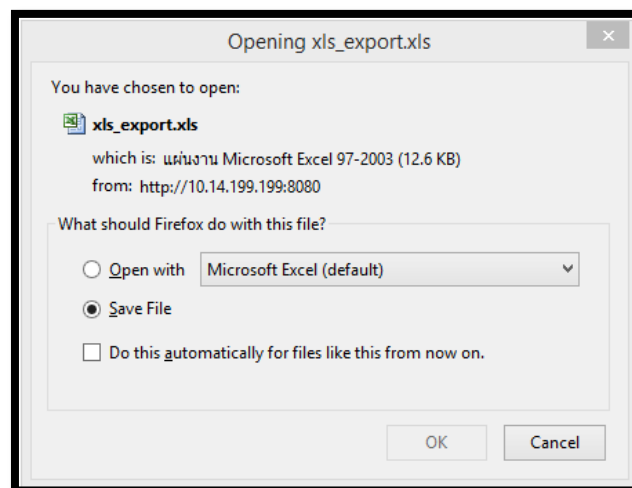 Opening xls_export.xls
You have chosen to open:
xls_export.xls
which is: แผ่นงาน Microsoft Excel 97-2003 (12.6 KB)
from: http://10.14.199.199:8080
What should Firefox do with this file?
Open with Microsoft Excel (default)
Save File
Do this automatically for files like this from now on.
OK Cancel